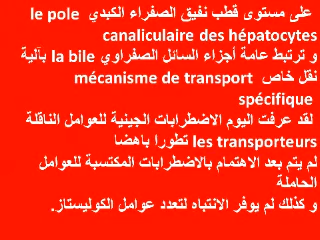 على مستوى قطب نفيق الصفراء الكبدي le pole
canaliculaire des hépatocytes
و ترتبط عامة أجزاء السائل الصفراوي la bile بآلية
نقل خاص mécanisme de transport
spécifique
لقد عرفت اليوم الاضطرابات الجينية للعوامل الناقلة
les transporteurs تطورا باهضا
لم يتم بعد الاهتمام بالاضطرابات المكتسبة للعوامل
الحاملة
و كذلك لم يوفر الانتباه لتعدد عوامل الكوليستاز.